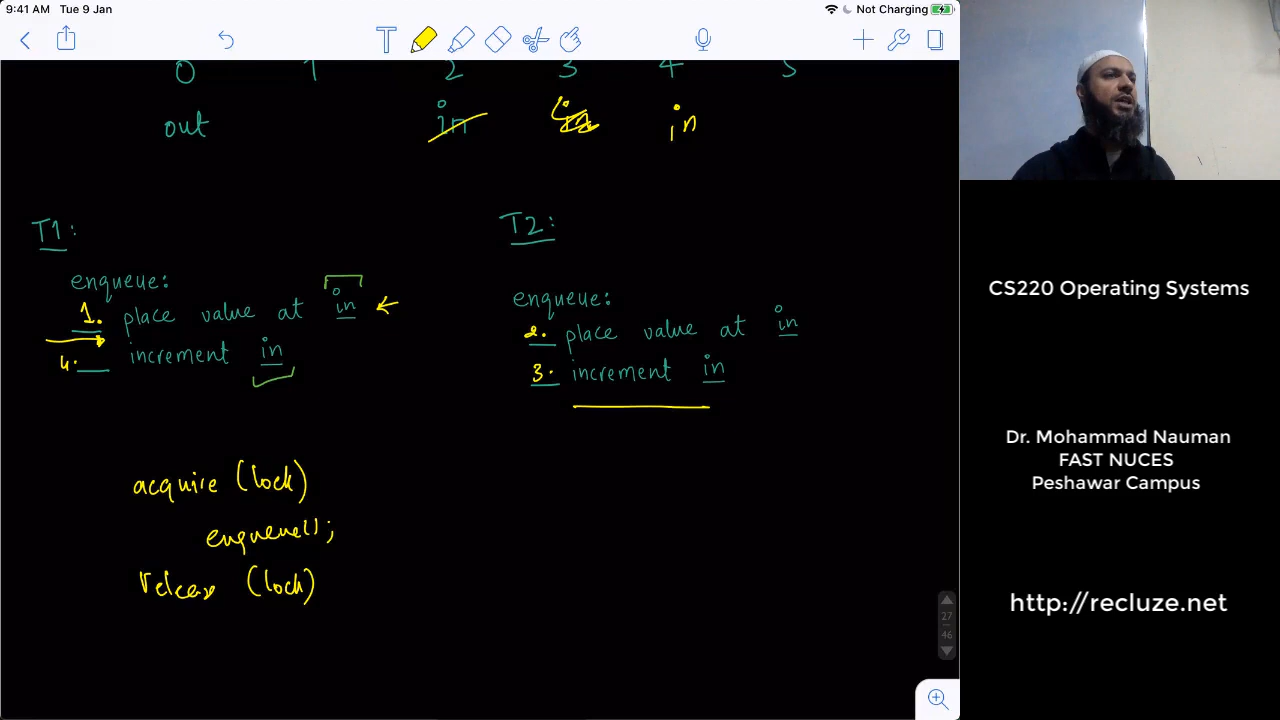 9:41 AM Tue 9 Jan
Not Charging
T
0 1 2 3 4 5
out in in
T1:
enqueue:
1. place value at in
4. increment in
T2:
enqueue:
2. place value at in
3. increment in
acquire (lock)
enqueue();
release (lock)
27
46
CS220 Operating Systems
Dr. Mohammad Nauman
FAST NUCES
Peshawar Campus
http://recluze.net